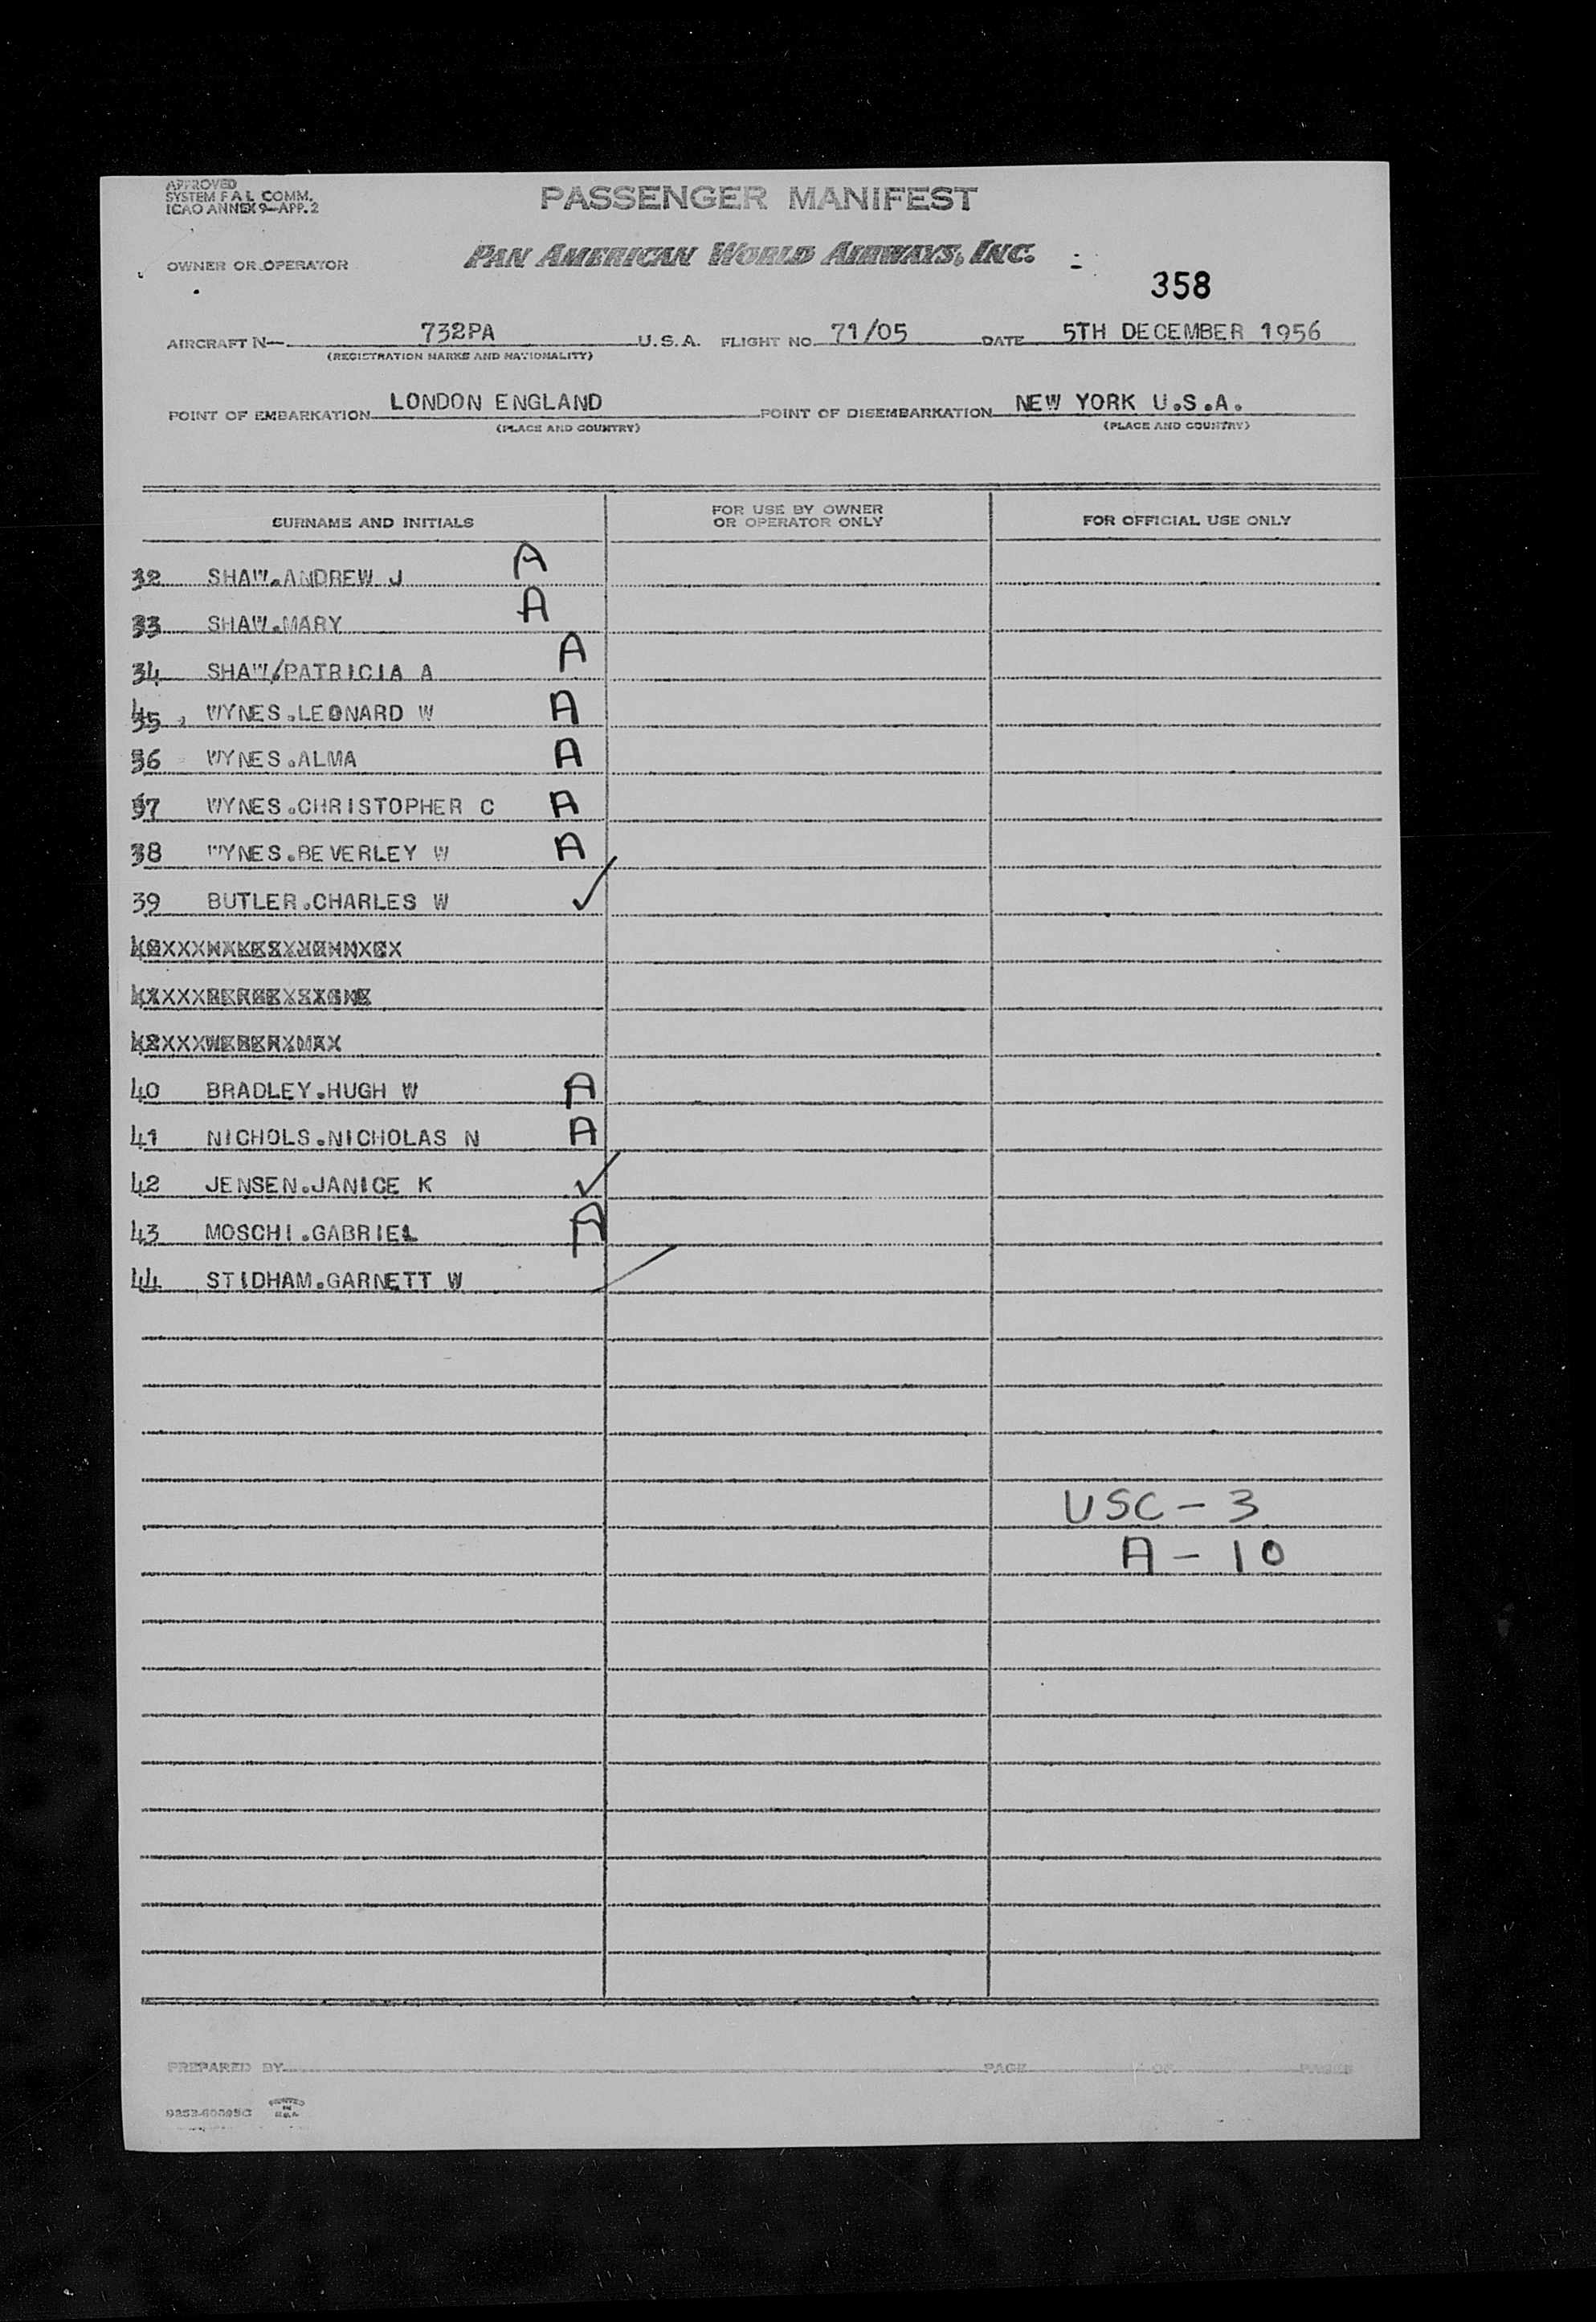 APPROVED
SYSTEM F A L COMM.
ICAO ANNEX 9—APP. 2
PASSENGER MANIFEST
OWNER OR OPERATOR PAN AMERICAN WORLD AIRWAYS, INC.
358
AIRCRAFT N— 732PA U.S.A. FLIGHT NO. 71/05 DATE 5TH DECEMBER 1956
(REGISTRATION MARKS AND NATIONALITY)
POINT OF EMBARKATION LONDON ENGLAND POINT OF DISEMBARKATION NEW YORK U.S.A.
(PLACE AND COUNTRY) (PLACE AND COUNTRY)
SURNAME AND INITIALS FOR USE BY OWNER OR OPERATOR ONLY FOR OFFICIAL USE ONLY
32 SHAW.ANDREW J A
33 SHAW.MARY A
34 SHAW/PATRICIA A A
35 WYNES.LEONARD W A
36 WYNES.ALMA A
37 WYNES.CHRISTOPHER C A
38 WYNES.BEVERLEY W A
39 BUTLER.CHARLES W ✓
40 BRADLEY.HUGH W A
41 NICHOLS.NICHOLAS N A
42 JENSEN.JANICE K ✓
43 MOSCHI.GABRIEL A
44 STIDHAM.GARNETT W
USC - 3
A - 10
PREPARED BY PAGE OF PAGES
PRINTED
IN
U.S.A.